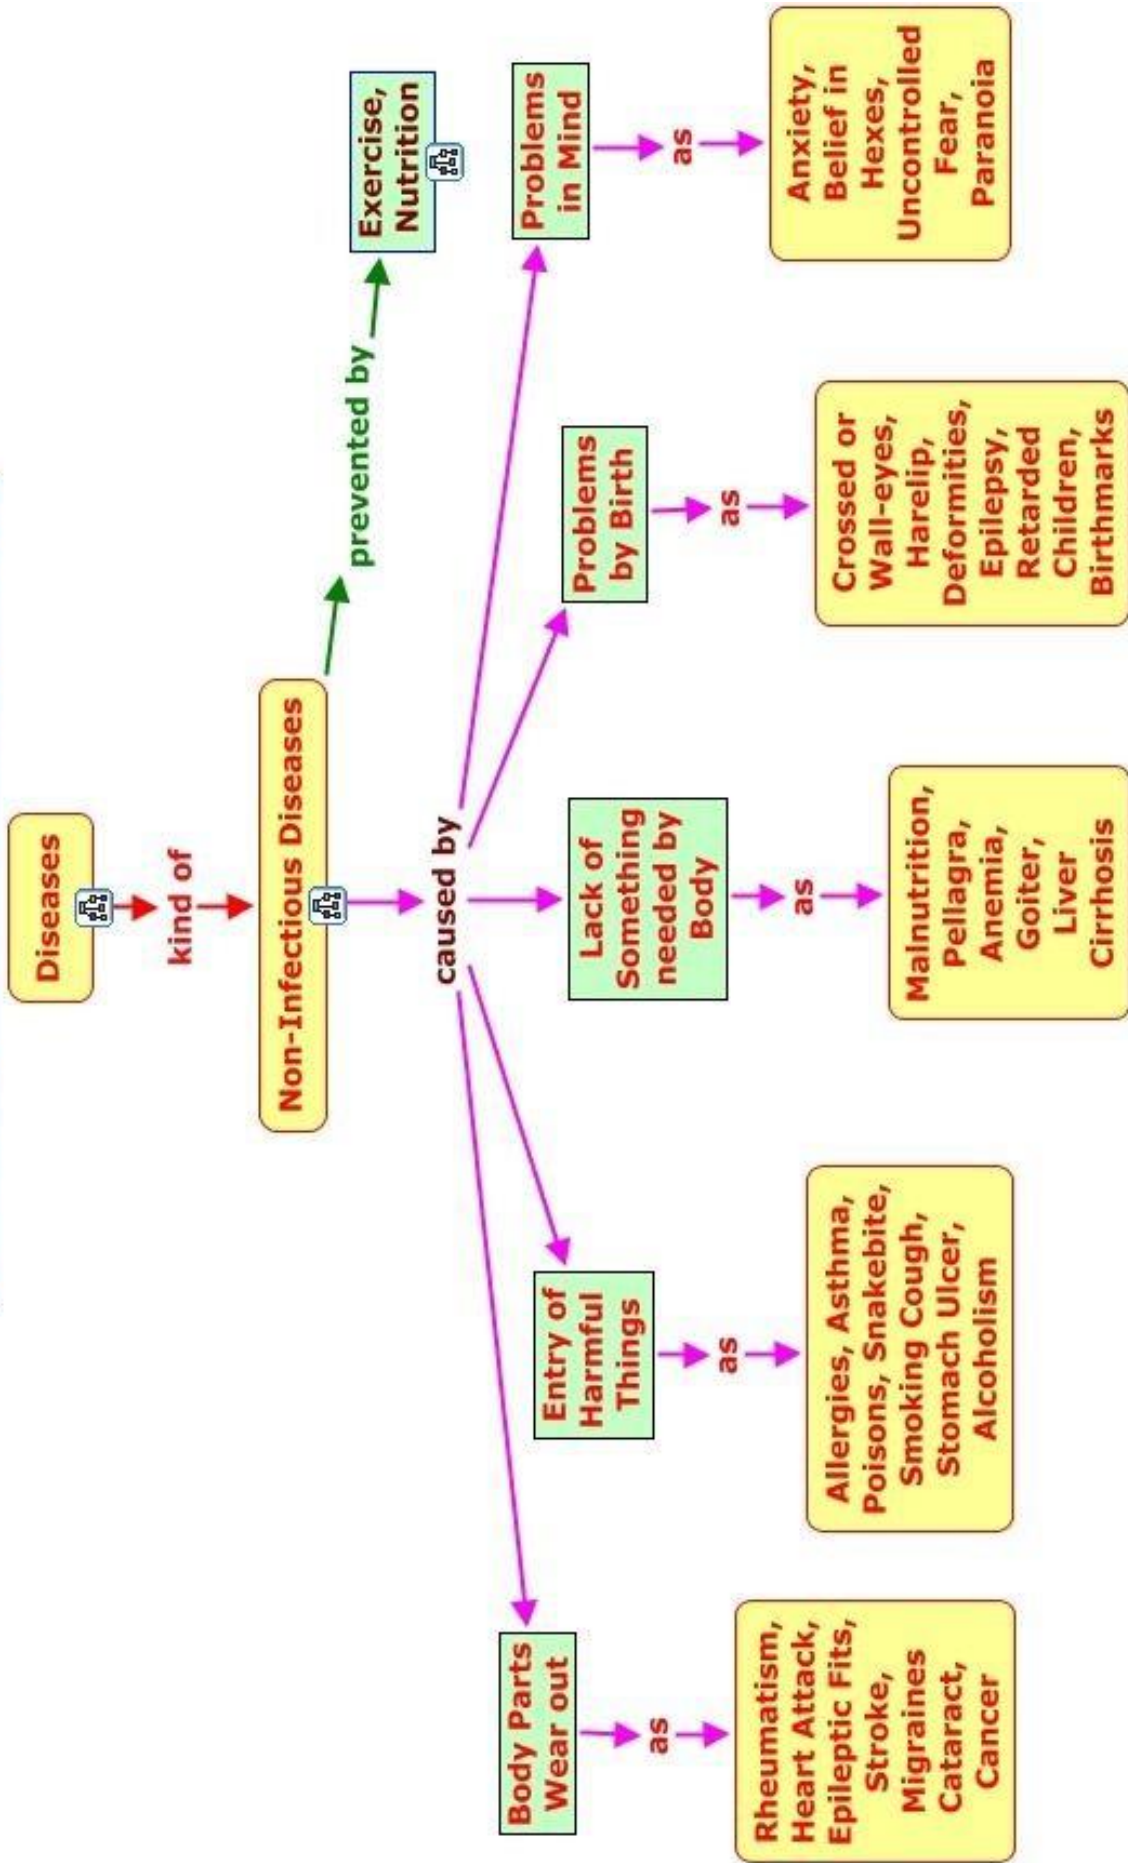 Diseases
kind of
Non-Infectious Diseases
prevented by
Exercise,
Nutrition
caused by
Body Parts
Wear out
as
Rheumatism,
Heart Attack,
Epileptic Fits,
Stroke,
Migraines
Cataract,
Cancer
Entry of
Harmful
Things
as
Allergies, Asthma,
Poisons, Snakebite,
Smoking Cough,
Stomach Ulcer,
Alcoholism
Lack of
Something
needed by
Body
as
Malnutrition,
Pellagra,
Anemia,
Goiter,
Liver
Cirrhosis
Problems
by Birth
as
Crossed or
Wall-eyes,
Harelip,
Deformities,
Epilepsy,
Retarded
Children,
Birthmarks
Problems
in Mind
as
Anxiety,
Belief in
Hexes,
Uncontrolled
Fear,
Paranoia